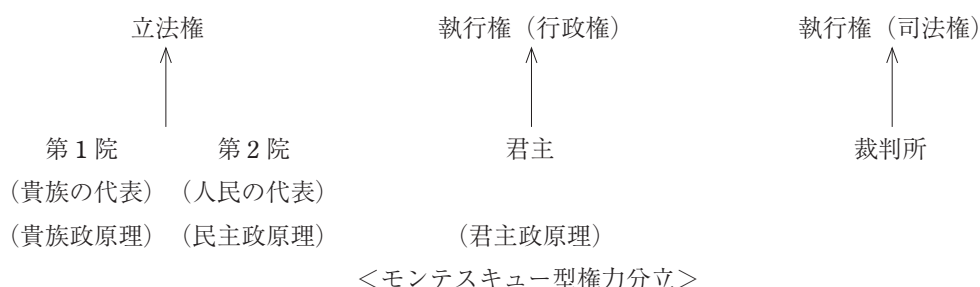 立法権 執行権（行政権） 執行権（司法権）
第1院 第2院 君主 裁判所
（貴族の代表）（人民の代表）
（貴族政原理）（民主政原理） （君主政原理）
＜モンテスキュー型権力分立＞